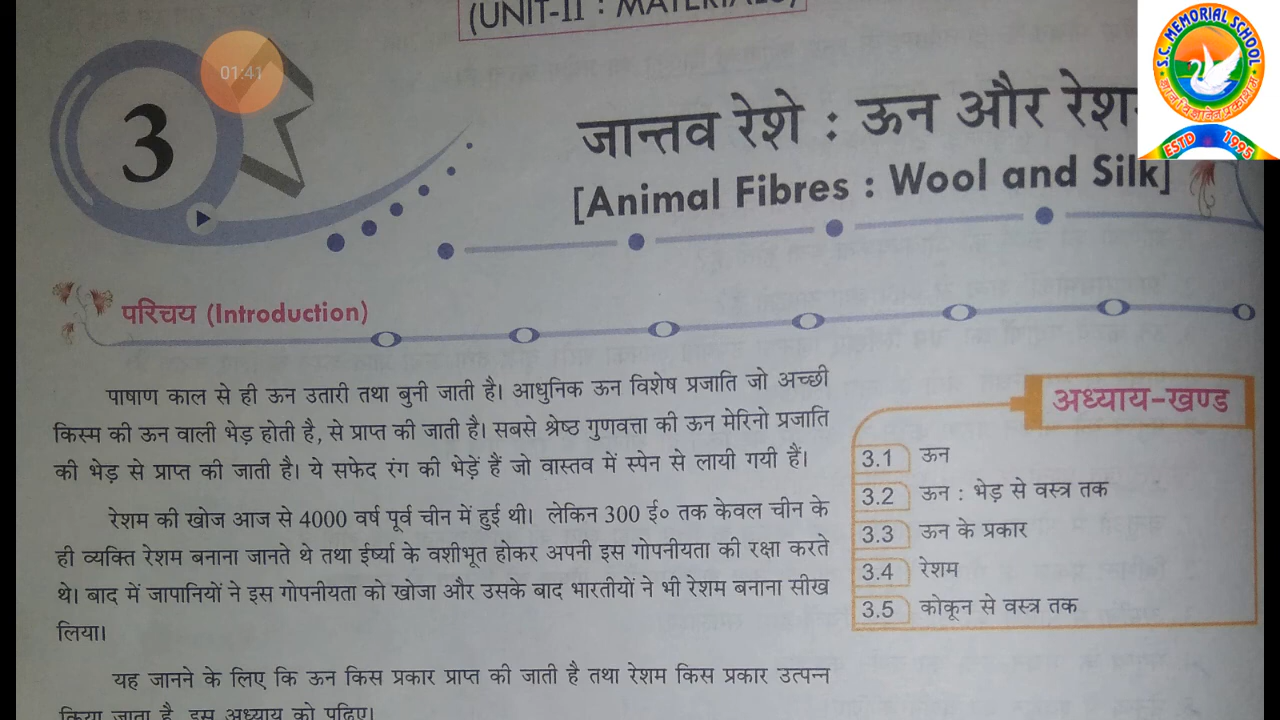 (UNIT-II : MATERIALS)
S.C. MEMORIAL SCHOOL
ESTD 1995
01:41
3
जान्तव रेशे : ऊन और
[Animal Fibres : Wool and Silk]
परिचय (Introduction)
पाषाण काल से ही ऊन उतारी तथा बुनी जाती है। आधुनिक ऊन विशेष प्रजाति जो अच्छी
किस्म की ऊन वाली भेड़ होती है, से प्राप्त की जाती है। सबसे श्रेष्ठ गुणवत्ता की ऊन मेरिनो प्रजाति
की भेड़ से प्राप्त की जाती है। ये सफेद रंग की भेड़ें हैं जो वास्तव में स्पेन से लायी गयी हैं।
रेशम की खोज आज से 4000 वर्ष पूर्व चीन में हुई थी। लेकिन 300 ई० तक केवल चीन के
ही व्यक्ति रेशम बनाना जानते थे तथा ईर्ष्या के वशीभूत होकर अपनी इस गोपनीयता की रक्षा करते
थे। बाद में जापानियों ने इस गोपनीयता को खोजा और उसके बाद भारतीयों ने भी रेशम बनाना सीख
लिया।
यह जानने के लिए कि ऊन किस प्रकार प्राप्त की जाती है तथा रेशम किस प्रकार उत्पन्न
किया जाता है, इस अध्याय को पढ़िए।
अध्याय-खण्ड
3.1 ऊन
3.2 ऊन : भेड़ से वस्त्र तक
3.3 ऊन के प्रकार
3.4 रेशम
3.5 कोकून से वस्त्र तक